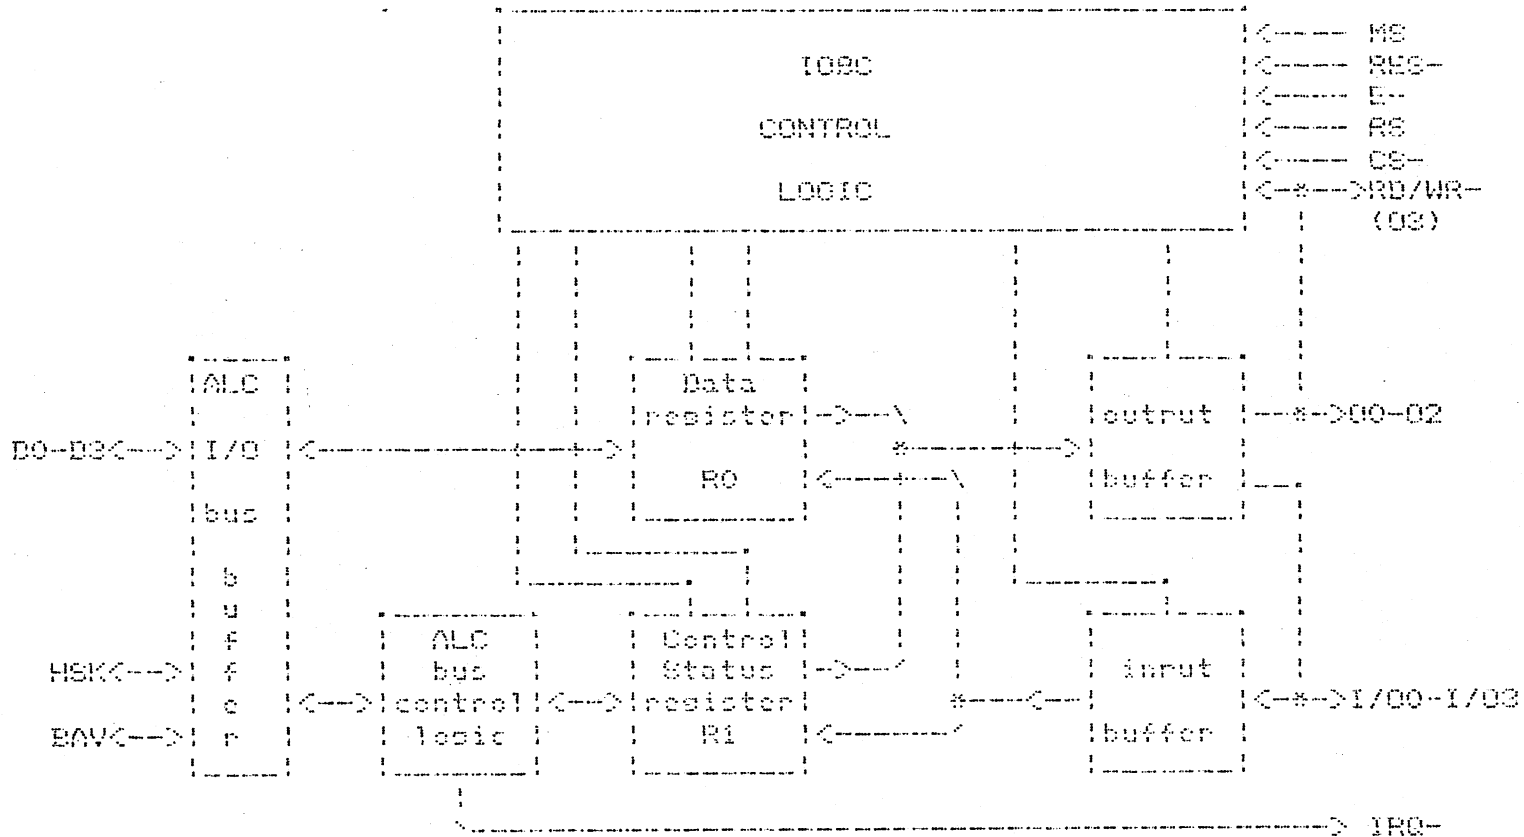 MS
IOBC
RES-
E-
CONTROL
RS
CS-
LOGIC
RD/WR-
(O3)
ALC
I/O
bus
buffer
D0-D3
HSK
BAV
Data
register
R0
output
buffer
O0-O2
ALC
bus
control
logic
Control
Status
register
R1
input
buffer
I/O0-I/O3
IRQ-